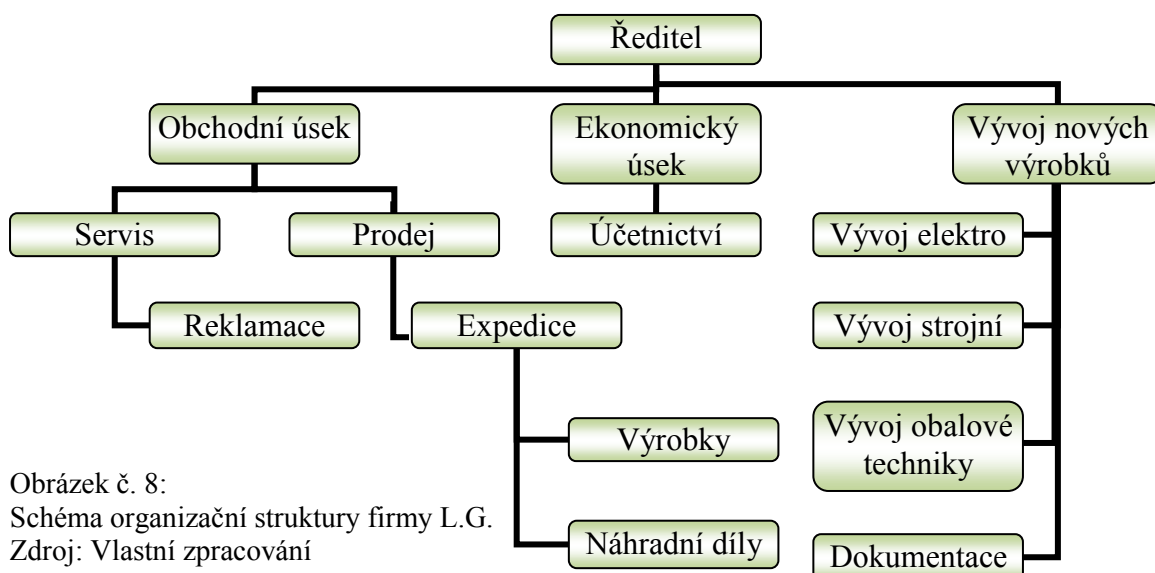 Ředitel
Obchodní úsek
Ekonomický
úsek
Vývoj nových
výrobků
Servis
Prodej
Účetnictví
Vývoj elektro
Reklamace
Expedice
Vývoj strojní
Výrobky
Vývoj obalové
techniky
Náhradní díly
Dokumentace
Obrázek č. 8:
Schéma organizační struktury firmy L.G.
Zdroj: Vlastní zpracování